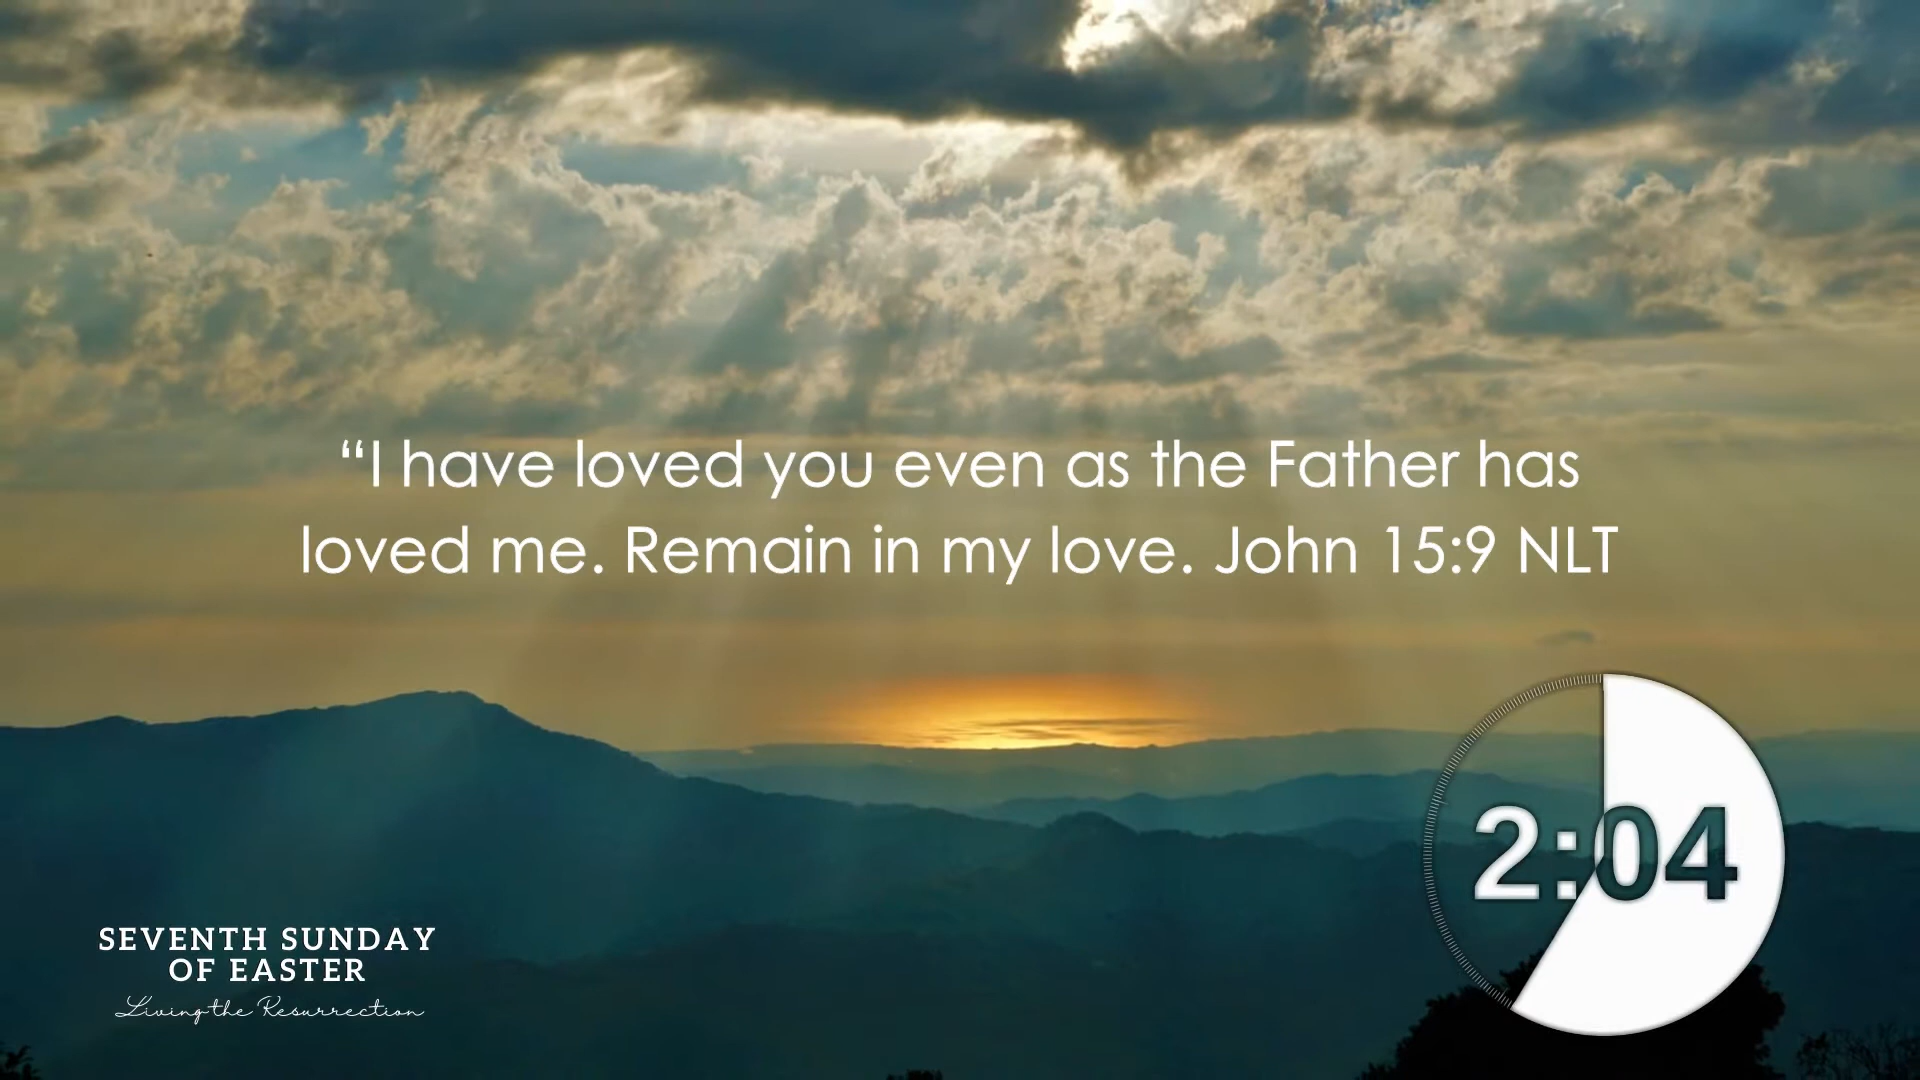 “I have loved you even as the Father has
loved me. Remain in my love. John 15:9 NLT
2:04
SEVENTH SUNDAY
OF EASTER
Living the Resurrection